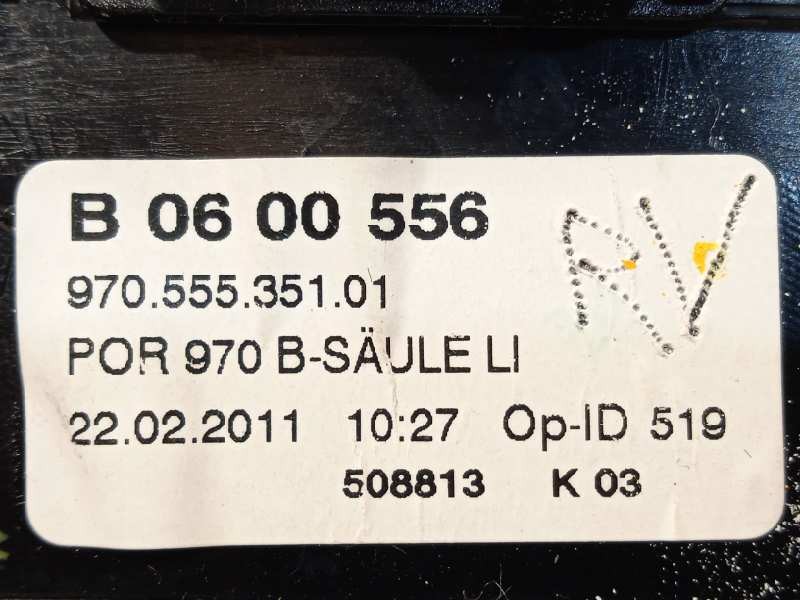 B 06 00 556
970.555.351.01
POR 970 B-SÄULE LI
22.02.2011 10:27 Op-ID 519
508813 K 03
RV